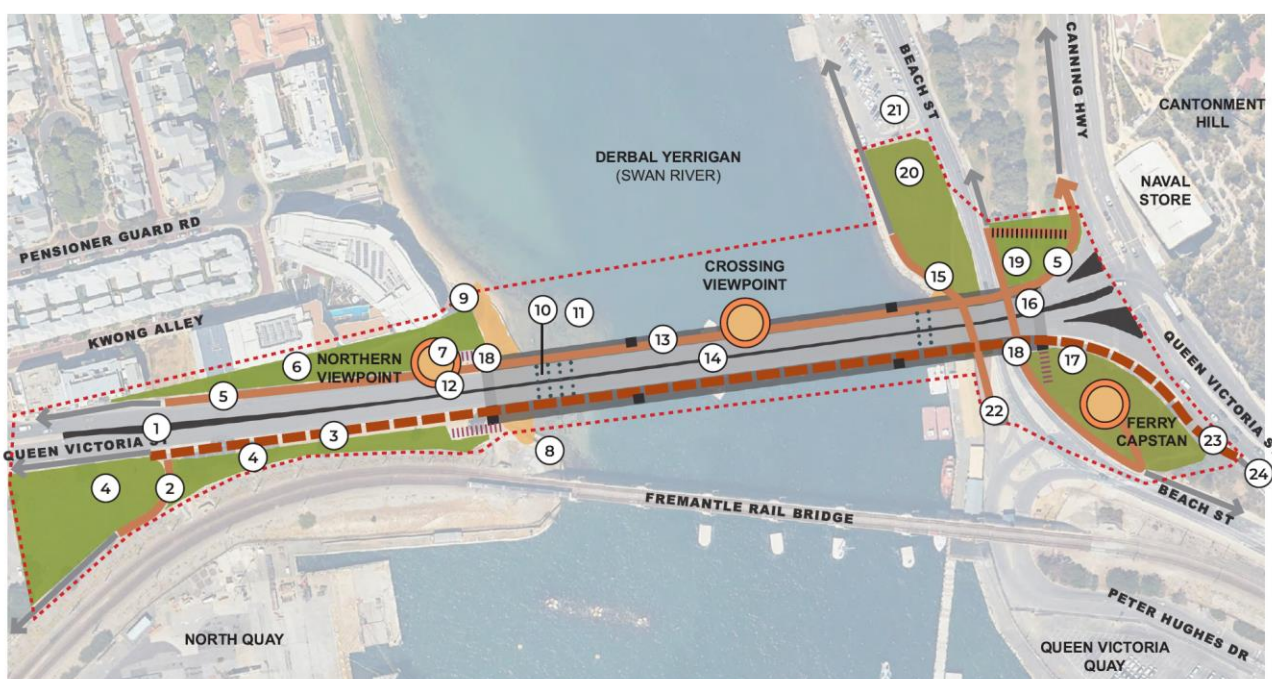 BEACH ST
CANNING HWY
CANTONMENT
HILL
21
DERBAL YERRIGAN
(SWAN RIVER)
20
NAVAL
STORE
PENSIONER GUARD RD
CROSSING
VIEWPOINT
19
5
15
9
10
11
16
KWONG ALLEY
13
6
NORTHERN
VIEWPOINT
7
18
14
18
17
12
5
QUEEN VICTORIA ST
1
QUEEN VICTORIA ST
22
FERRY
CAPSTAN
4
3
8
23
24
4
2
FREMANTLE RAIL BRIDGE
BEACH ST
NORTH QUAY
PETER HUGHES DR
QUEEN VICTORIA
QUAY